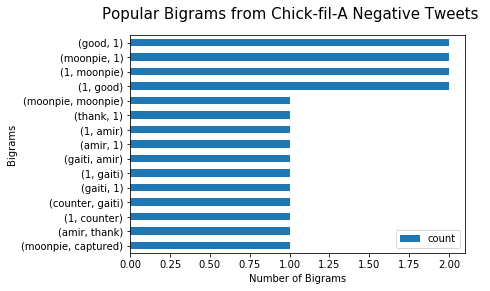 Popular Bigrams from Chick-fil-A Negative Tweets
(good, 1)
(moonpie, 1)
(1, moonpie)
(1, good)
(moonpie, moonpie)
(thank, 1)
(1, amir)
(amir, 1)
(gaiti, amir)
(1, gaiti)
(gaiti, 1)
(counter, gaiti)
(1, counter)
(amir, thank)
(moonpie, captured)
Bigrams
count
0.00 0.25 0.50 0.75 1.00 1.25 1.50 1.75 2.00
Number of Bigrams